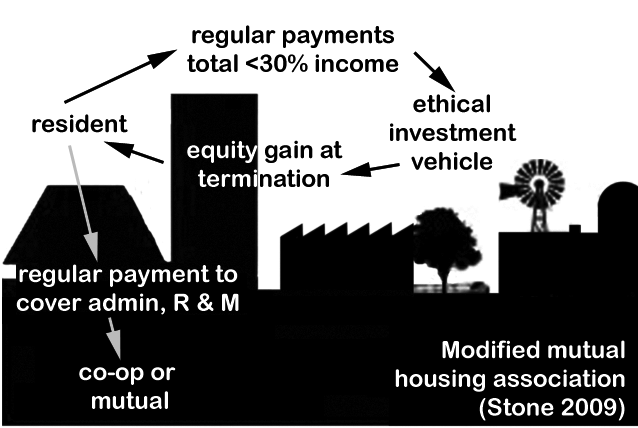 regular payments
total <30% income
resident
ethical
investment
vehicle
equity gain at
termination
regular payment to
cover admin, R & M
co-op or
mutual
Modified mutual
housing association
(Stone 2009)